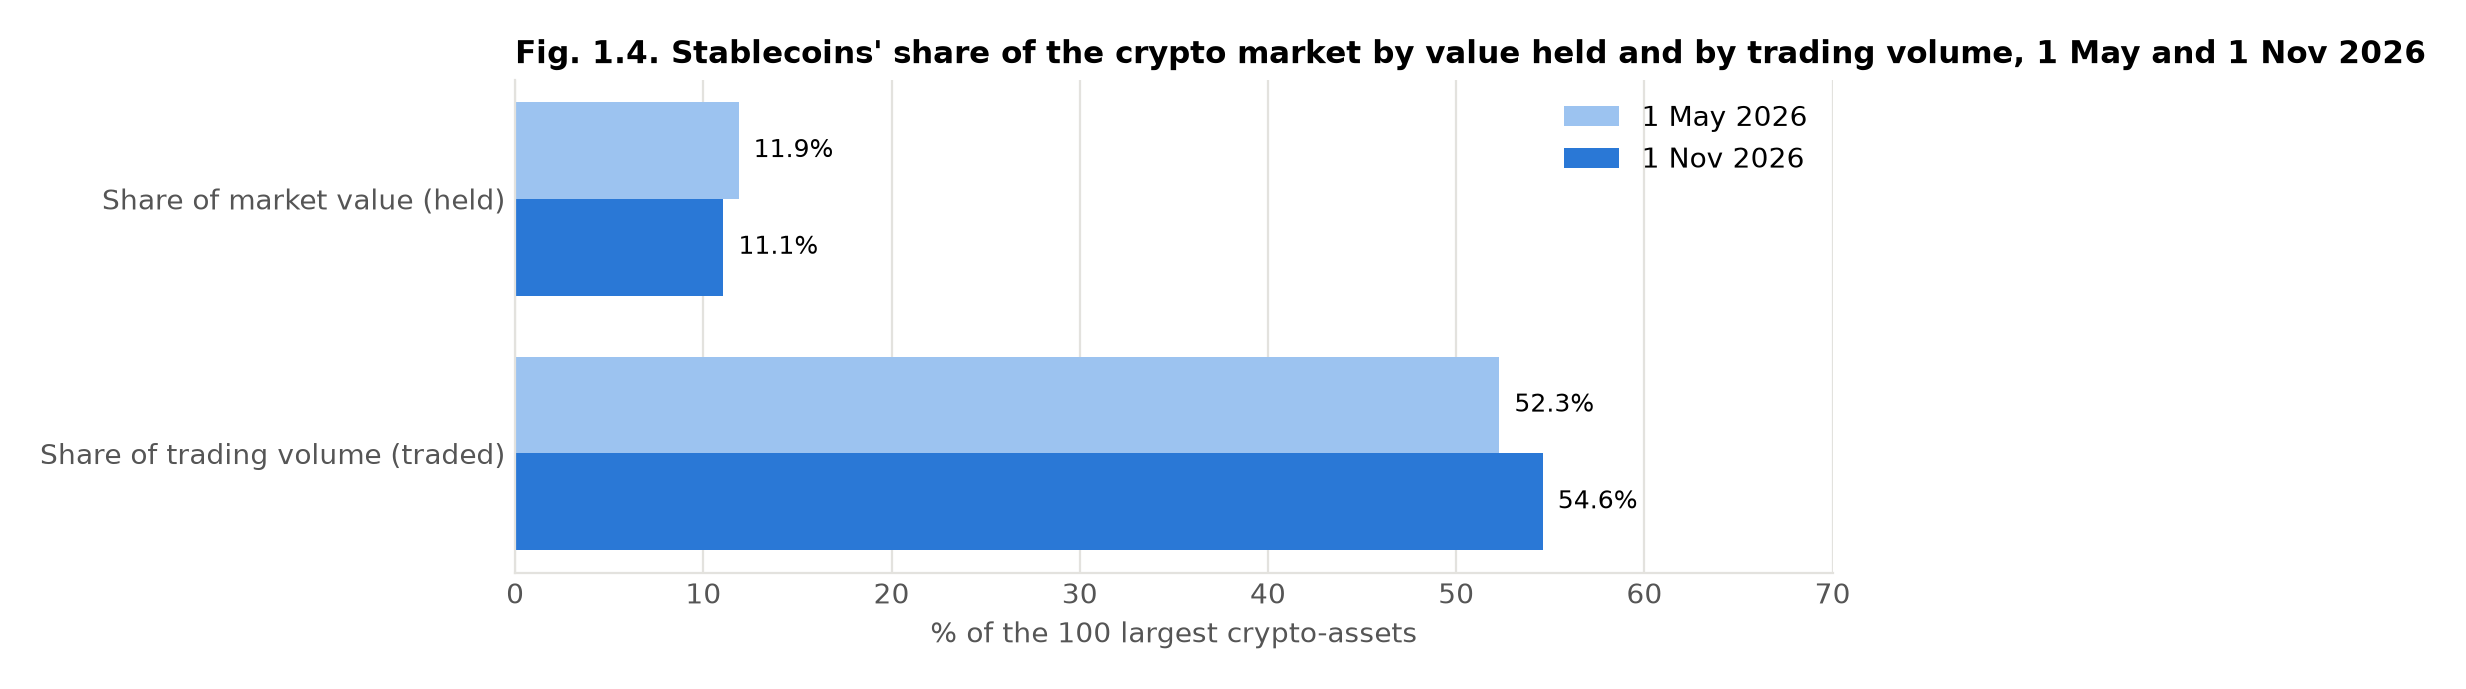 Fig. 1.4. Stablecoins' share of the crypto market by value held and by trading volume, 1 May and 1 Nov 2026
1 May 2026
1 Nov 2026
Share of market value (held)
11.9%
11.1%
Share of trading volume (traded)
52.3%
54.6%
0 10 20 30 40 50 60 70
% of the 100 largest crypto-assets